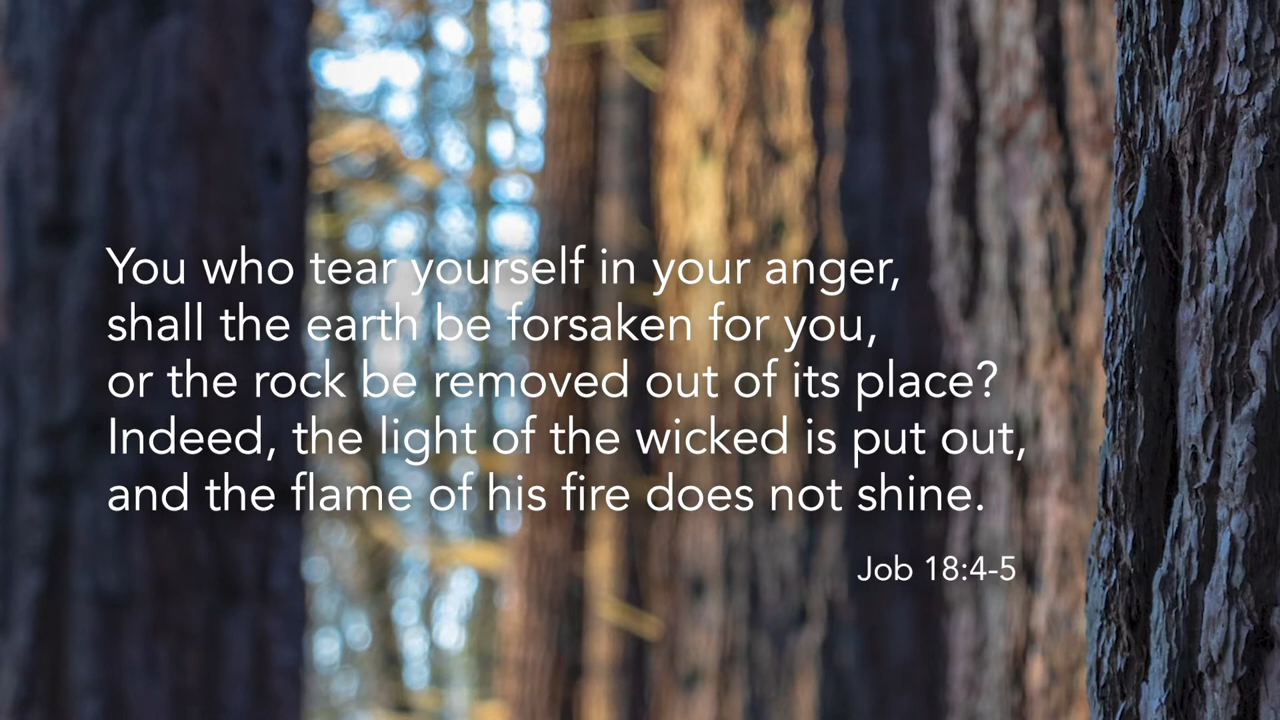 You who tear yourself in your anger,
shall the earth be forsaken for you,
or the rock be removed out of its place?
Indeed, the light of the wicked is put out,
and the flame of his fire does not shine.
Job 18:4-5